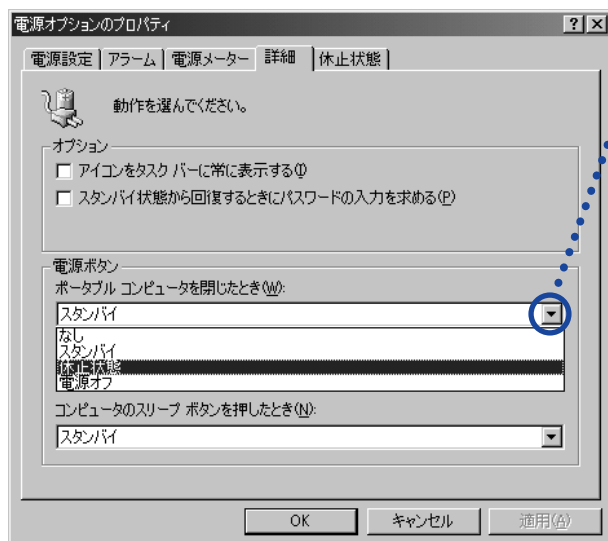 電源オプションのプロパティ
電源設定 アラーム 電源メーター 詳細 休止状態
動作を選んでください。
オプション
アイコンをタスク バーに常に表示する(I)
スタンバイ状態から回復するときにパスワードの入力を求める(P)
電源ボタン
ポータブル コンピュータを閉じたとき(W):
スタンバイ
なし
スタンバイ
休止状態
電源オフ
コンピュータのスリープ ボタンを押したとき(N):
スタンバイ
OK キャンセル 適用(A)